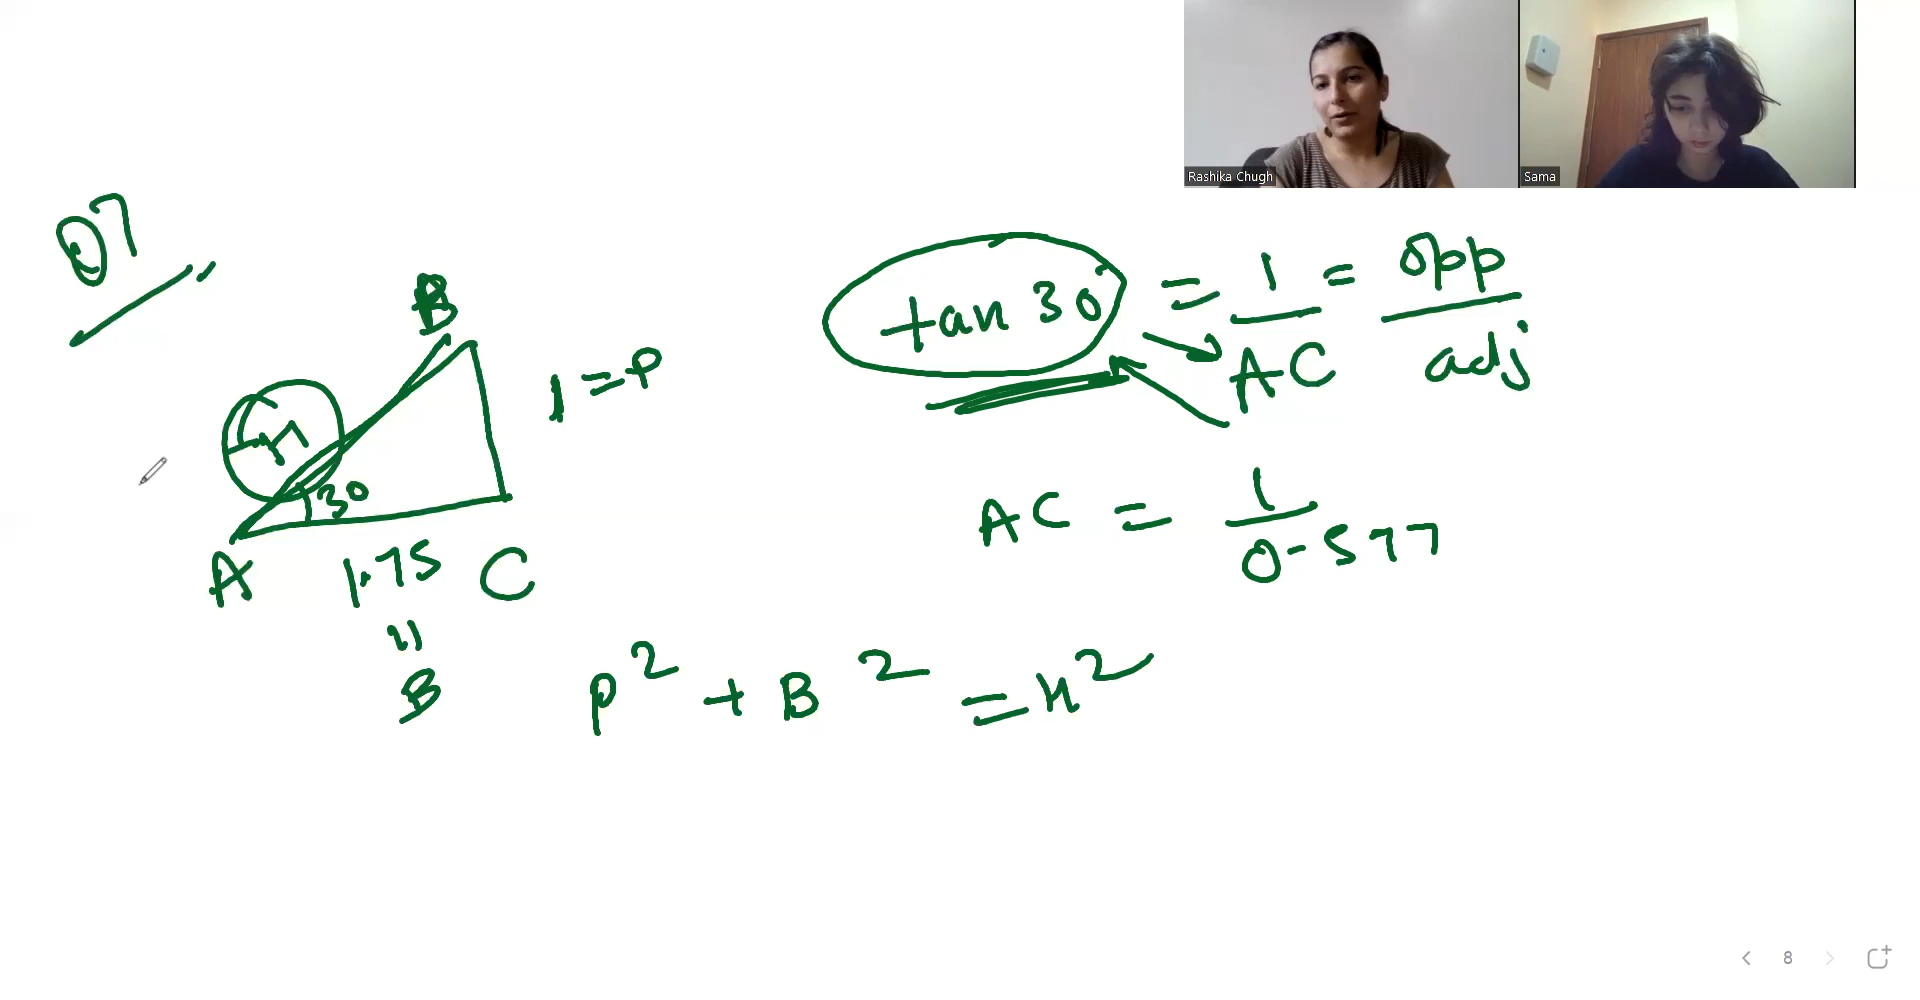 Rashika Chugh
Sama
Q7
B
1 = P
30
A 1.75 C
=
B
tan 30° = 1/AC = opp/adj
AC = 1/0.577
P² + B² = H²
8